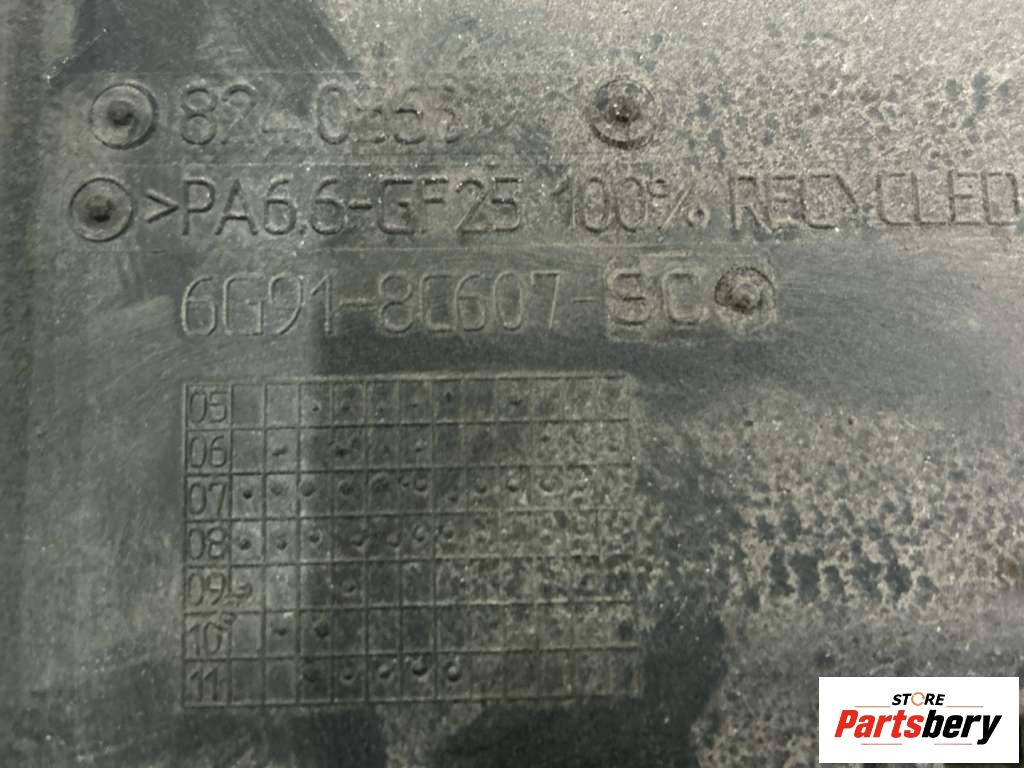 >PA6.6-GF25 100% RECYCLED
6G91-8C607-SC
05
06
07
08
09
10
11
STORE
Partsbery